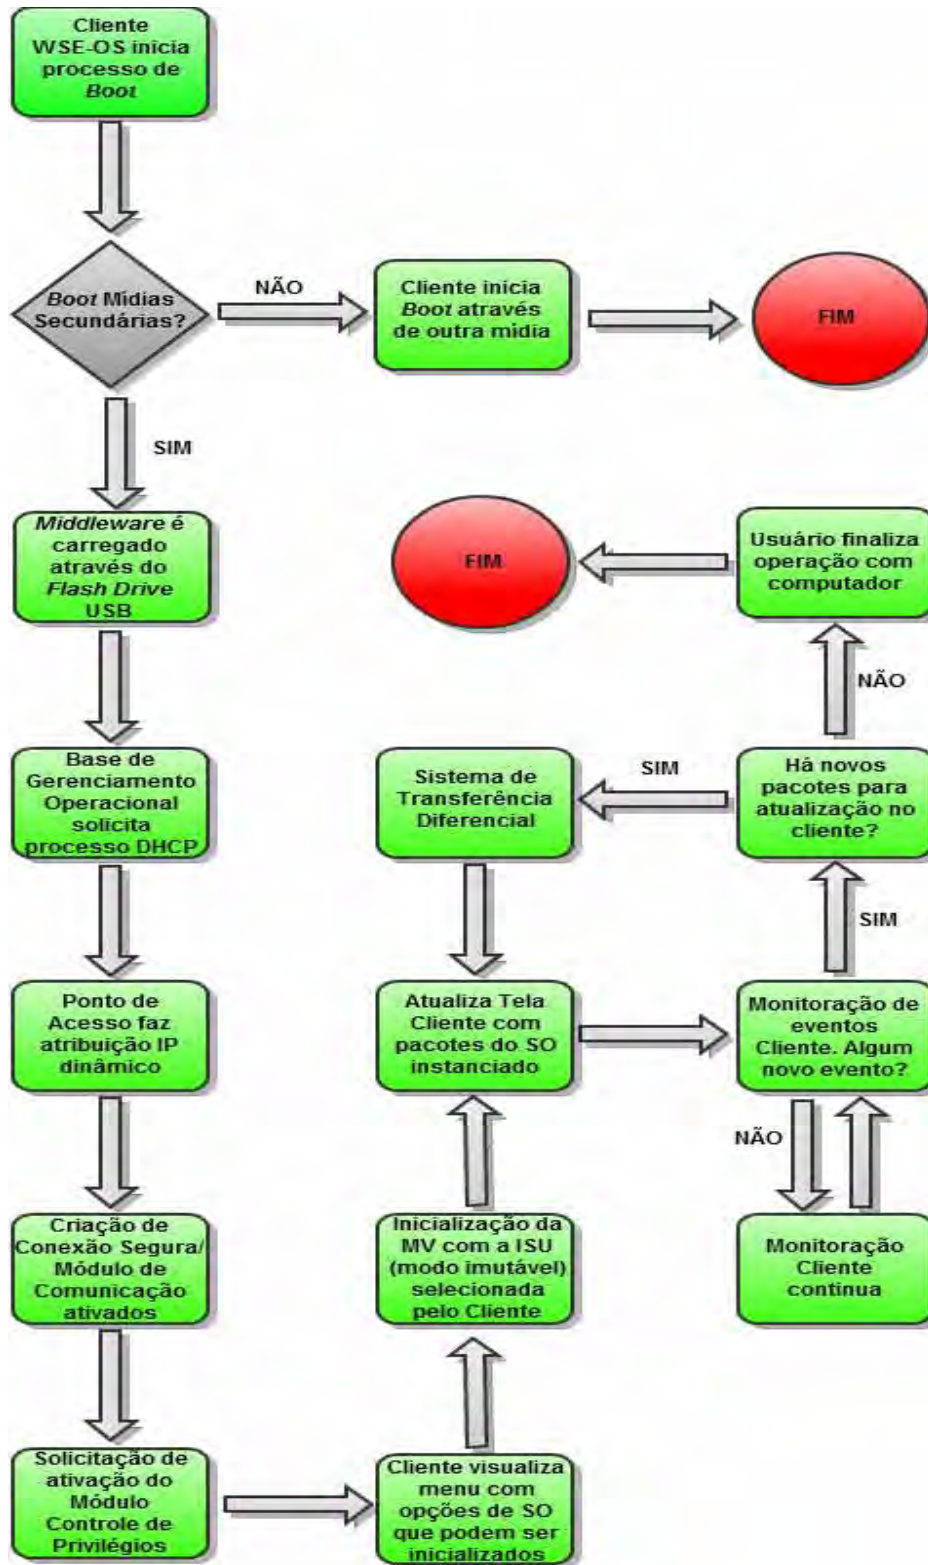 Cliente
WSE-OS inicia
processo de
Boot
Boot Mídias
Secundárias?
NÃO
Cliente inicia
Boot através
de outra mídia
FIM
SIM
Middleware é
carregado
através do
Flash Drive
USB
FIM
Usuário finaliza
operação com
computador
NÃO
Base de
Gerenciamento
Operacional
solicita
processo DHCP
Sistema de
Transferência
Diferencial
SIM
Há novos
pacotes para
atualização no
cliente?
SIM
Ponto de
Acesso faz
atribuição IP
dinâmico
Atualiza Tela
Cliente com
pacotes do SO
instanciado
Monitoração de
eventos
Cliente. Algum
novo evento?
NÃO
Criação de
Conexão Segura/
Módulo de
Comunicação
ativados
Inicialização da
MV com a ISU
(modo imutável)
selecionada
pelo Cliente
Monitoração
Cliente
contínua
Solicitação de
ativação do
Módulo
Controle de
Privilégios
Cliente visualiza
menu com
opções de SO
que podem ser
inicializados